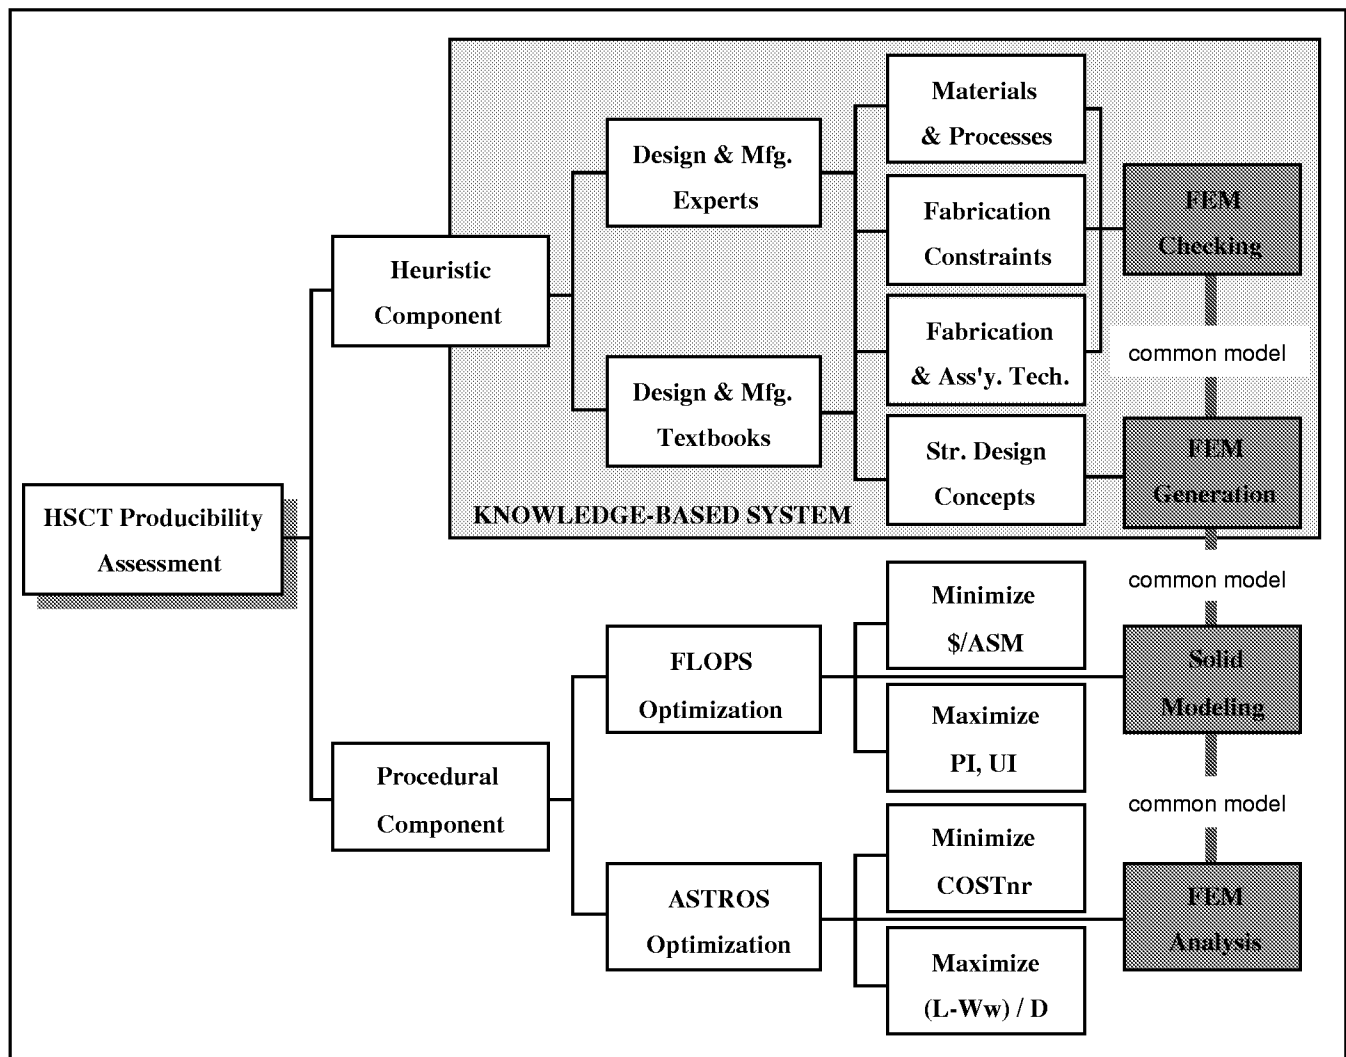 Materials
& Processes
Design & Mfg.
Experts
FEM
Checking
Fabrication
Constraints
Heuristic
Component
Fabrication
& Ass'y. Tech.
common model
Design & Mfg.
Textbooks
Str. Design
Concepts
FEM
Generation
KNOWLEDGE-BASED SYSTEM
HSCT Producibility
Assessment
common model
Minimize
$/ASM
FLOPS
Optimization
Solid
Modeling
Maximize
PI, UI
Procedural
Component
common model
Minimize
COSTnr
ASTROS
Optimization
FEM
Analysis
Maximize
(L-Ww) / D